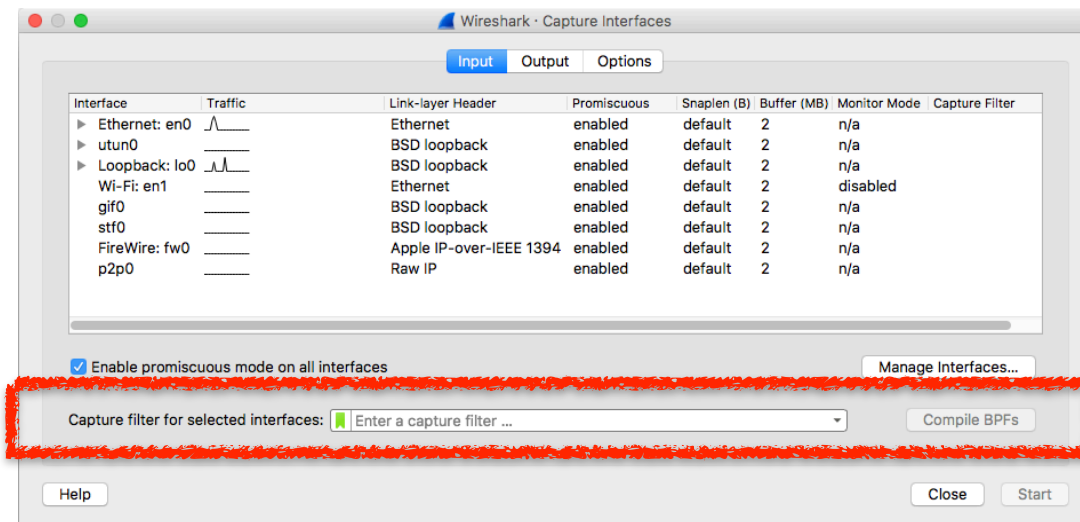 Wireshark · Capture Interfaces
Input Output Options
Interface Traffic Link-layer Header Promiscuous Snaplen (B) Buffer (MB) Monitor Mode Capture Filter
Ethernet: en0 Ethernet enabled default 2 n/a
utun0 BSD loopback enabled default 2 n/a
Loopback: lo0 BSD loopback enabled default 2 n/a
Wi-Fi: en1 Ethernet enabled default 2 disabled
gif0 BSD loopback enabled default 2 n/a
stf0 BSD loopback enabled default 2 n/a
FireWire: fw0 Apple IP-over-IEEE 1394 enabled default 2 n/a
p2p0 Raw IP enabled default 2 n/a
Enable promiscuous mode on all interfaces Manage Interfaces...
Capture filter for selected interfaces: Enter a capture filter ... Compile BPFs
Help Close Start